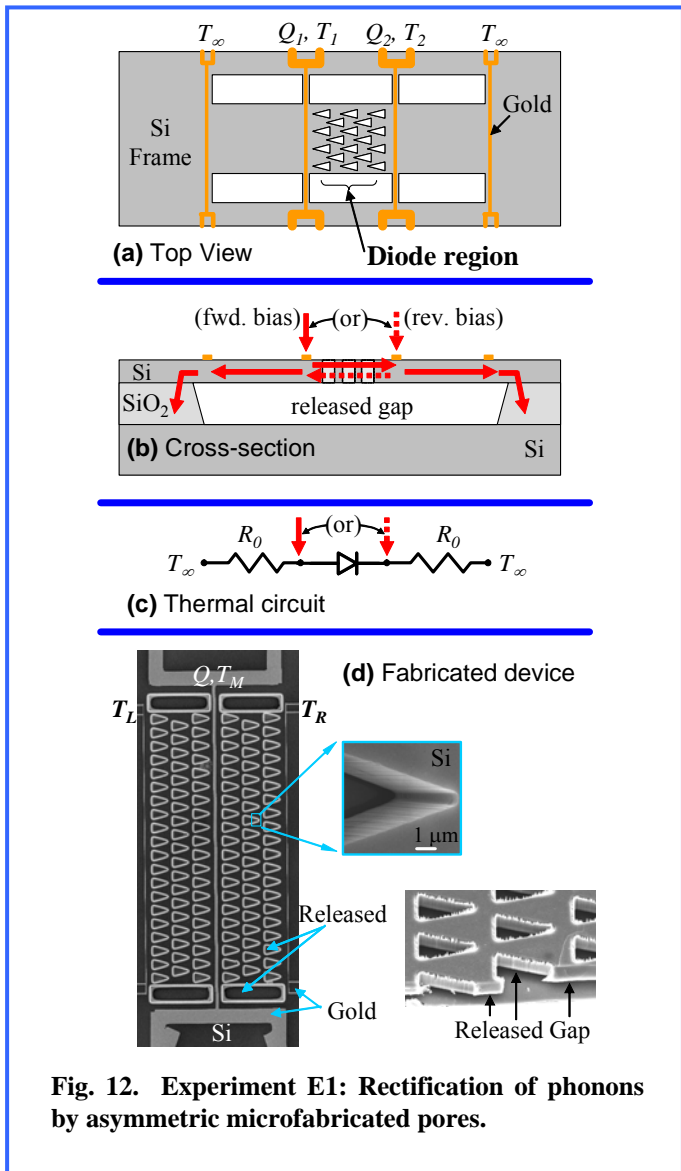 T∞ Q1, T1 Q2, T2 T∞
Gold
Si
Frame
(a) Top View
Diode region
(fwd. bias) (or) (rev. bias)
Si
SiO2
released gap
(b) Cross-section
Si
(or)
R0 R0
T∞ T∞
(c) Thermal circuit
Q,TM
(d) Fabricated device
TL TR
Si
1 µm
Released
Gold
Si
Released Gap
Fig. 12. Experiment E1: Rectification of phonons
by asymmetric microfabricated pores.